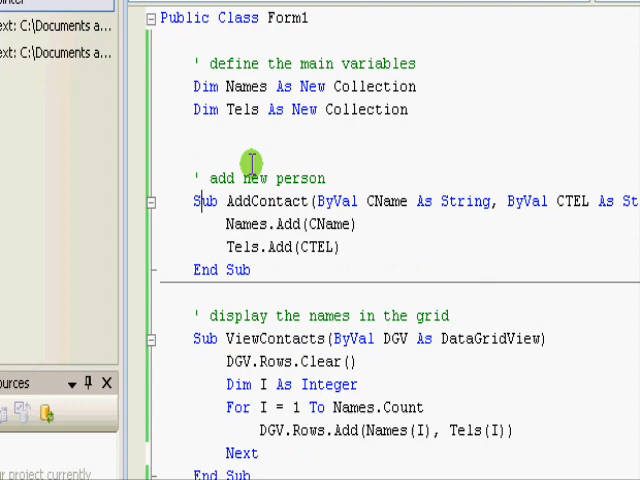 Public Class Form1
ext: C:\Documents a...
ext: C:\Documents a...
' define the main variables
Dim Names As New Collection
Dim Tels As New Collection
' add new person
Sub AddContact(ByVal CName As String, ByVal CTEL As St
Names.Add(CName)
Tels.Add(CTEL)
End Sub
' display the names in the grid
Sub ViewContacts(ByVal DGV As DataGridView)
DGV.Rows.Clear()
Dim I As Integer
For I = 1 To Names.Count
DGV.Rows.Add(Names(I), Tels(I))
Next
End Sub
ources
ur project currently